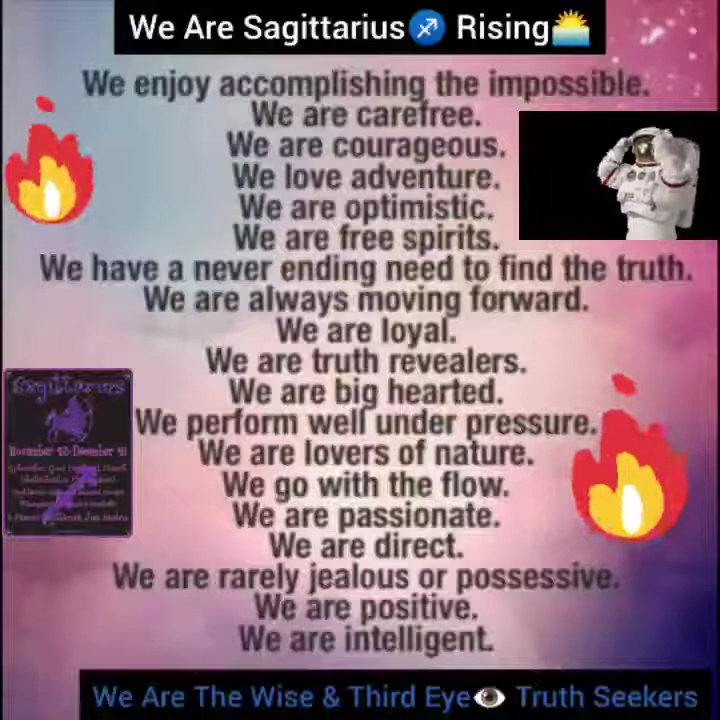 We Are Sagittarius♐ Rising🌅
We enjoy accomplishing the impossible.
We are carefree.
We are courageous.
We love adventure.
We are optimistic.
We are free spirits.
We have a never ending need to find the truth.
We are always moving forward.
We are loyal.
We are truth revealers.
We are big hearted.
We perform well under pressure.
We are lovers of nature.
We go with the flow.
We are passionate.
We are direct.
We are rarely jealous or possessive.
We are positive.
We are intelligent.
Sagittarius
We Are The Wise & Third Eye👁 Truth Seekers